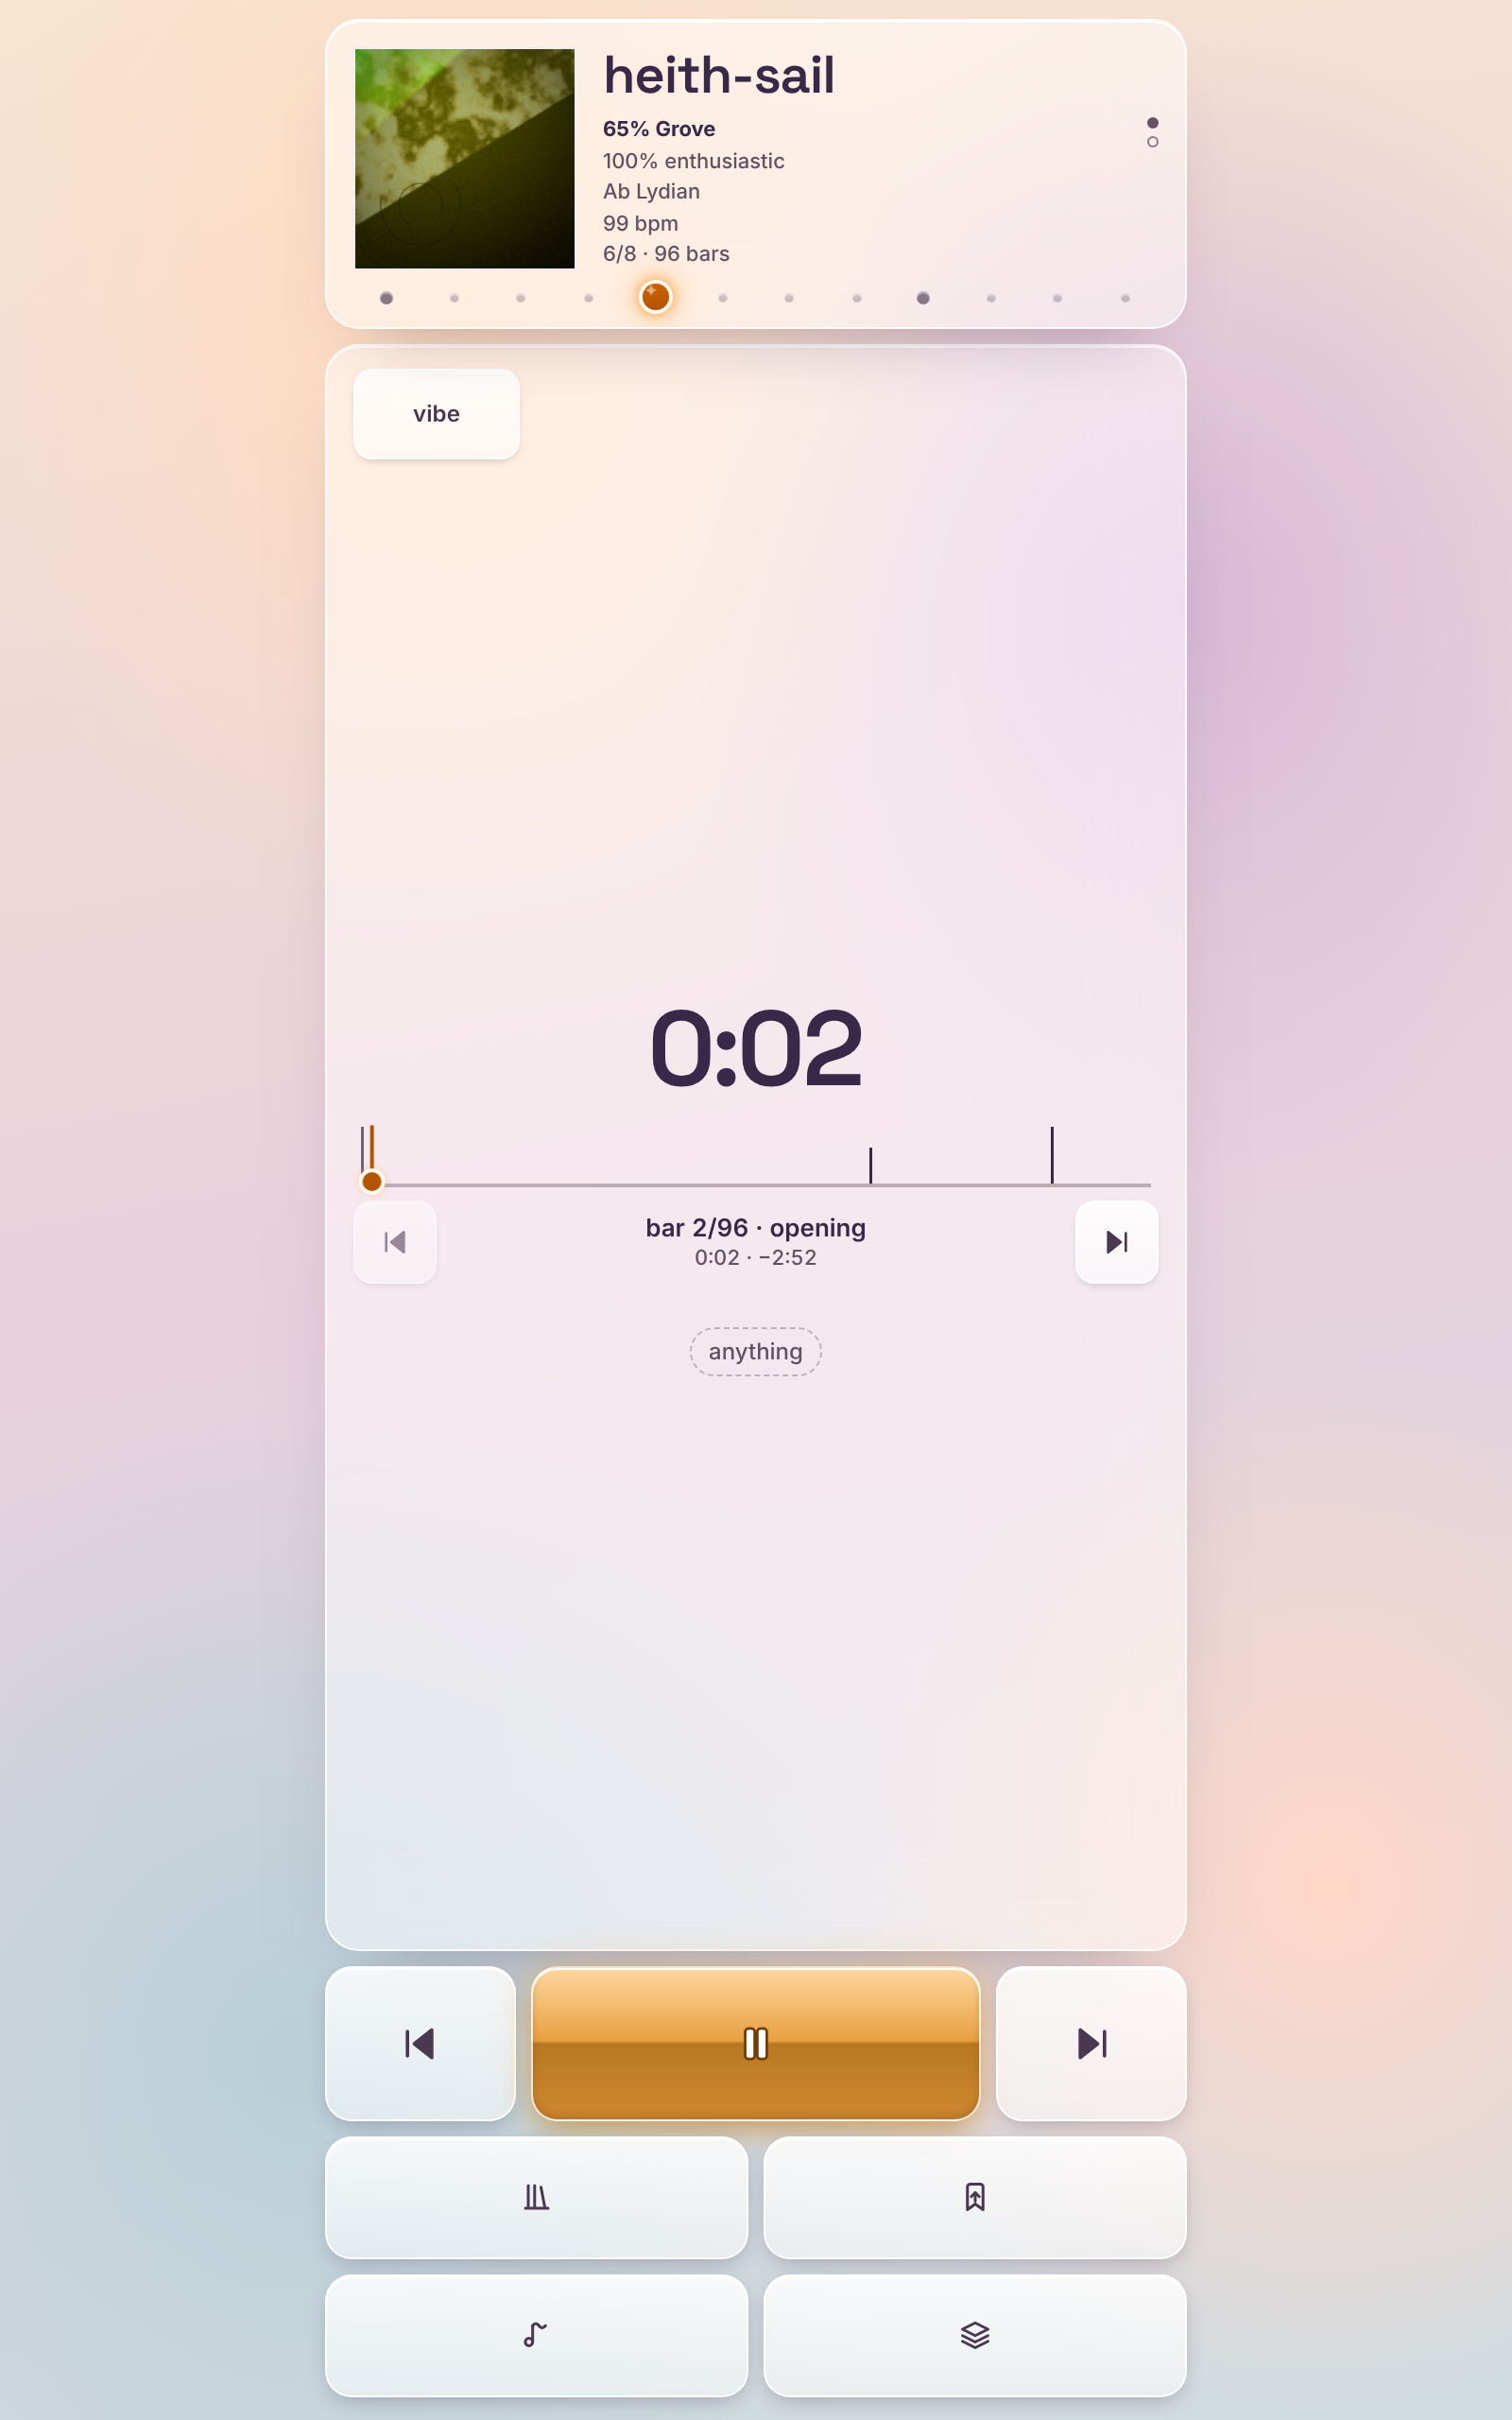 heith-sail
65% Grove
100% enthusiastic
Ab Lydian
99 bpm
6/8 · 96 bars
vibe
0:02
bar 2/96 · opening
0:02 · −2:52
anything